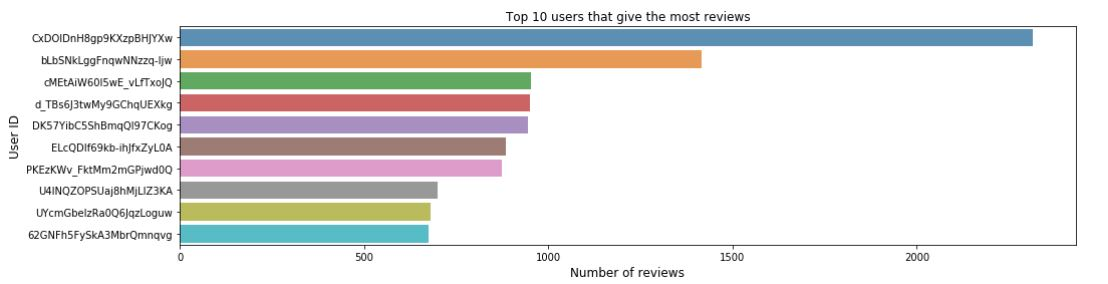 Top 10 users that give the most reviews
CxDOIDnH8gp9KXzpBHJYXw
bLbSNkLggFnqwNNzzq-Ijw
cMEtAiW60I5wE_vLfTxoJQ
d_TBs6J3twMy9GChqUEXkg
DK57YibC5ShBmqQl97CKog
ELcQDlf69kb-ihJfxZyL0A
PKEzKWv_FktMm2mGPjwd0Q
U4INQZOPSUaj8hMjLlZ3KA
UYcmGbelzRa0Q6JqzLoguw
62GNFh5FySkA3MbrQmnqvg
User ID
0 500 1000 1500 2000
Number of reviews